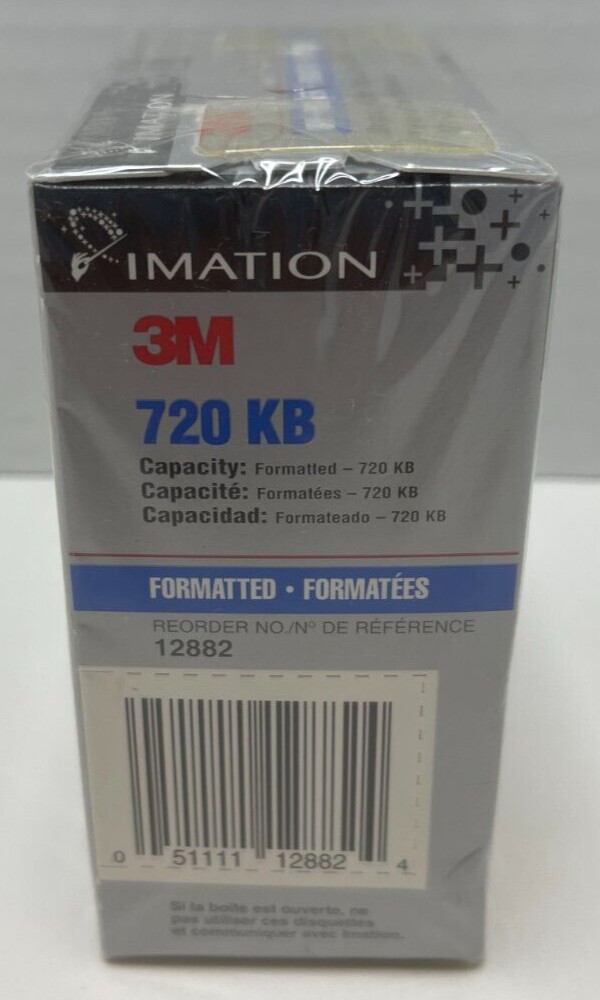 IMATION
IMATION
3M
720 KB
Capacity: Formatted – 720 KB
Capacité: Formatées – 720 KB
Capacidad: Formateado – 720 KB
FORMATTED • FORMATÉES
REORDER NO./Nº DE RÉFÉRENCE
12882
0 51111 12882 4
Si la boîte est ouverte, ne
pas utiliser ces disquettes
et communiquer avec Imation.